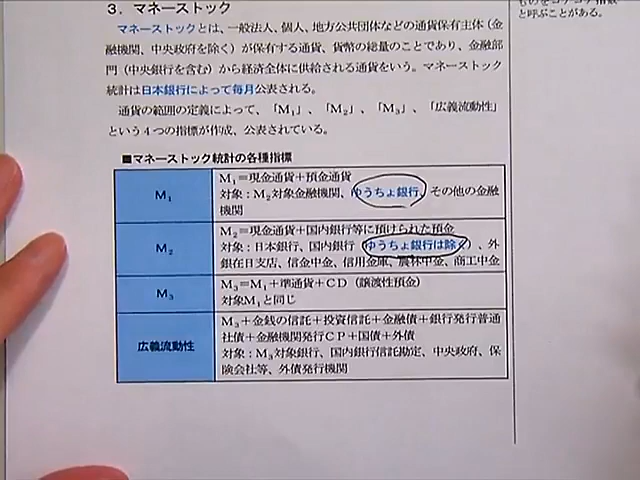 ものをコア
と呼ぶことがある。
3．マネーストック
マネーストックとは、一般法人、個人、地方公共団体などの通貨保有主体（金
融機関、中央政府を除く）が保有する通貨、貨幣の総量のことであり、金融部
門（中央銀行を含む）から経済全体に供給される通貨をいう。マネーストック
統計は日本銀行によって毎月公表される。
通貨の範囲の定義によって、「M1」、「M2」、「M3」、「広義流動性」
という4つの指標が作成、公表されている。
■マネーストック統計の各種指標
M1
M1＝現金通貨＋預金通貨
対象：M2対象金融機関、ゆうちょ銀行、その他の金融
機関
M2
M2＝現金通貨＋国内銀行等に預けられた預金
対象：日本銀行、国内銀行（ゆうちょ銀行は除く）、外
銀在日支店、信金中金、信用金庫、農林中金、商工中金
M3
M3＝M1＋準通貨＋CD（譲渡性預金）
対象M1と同じ
広義流動性
M3＋金銭の信託＋投資信託＋金融債＋銀行発行普通
社債＋金融機関発行CP＋国債＋外債
対象：M3対象銀行、国内銀行信託勘定、中央政府、保
険会社等、外債発行機関